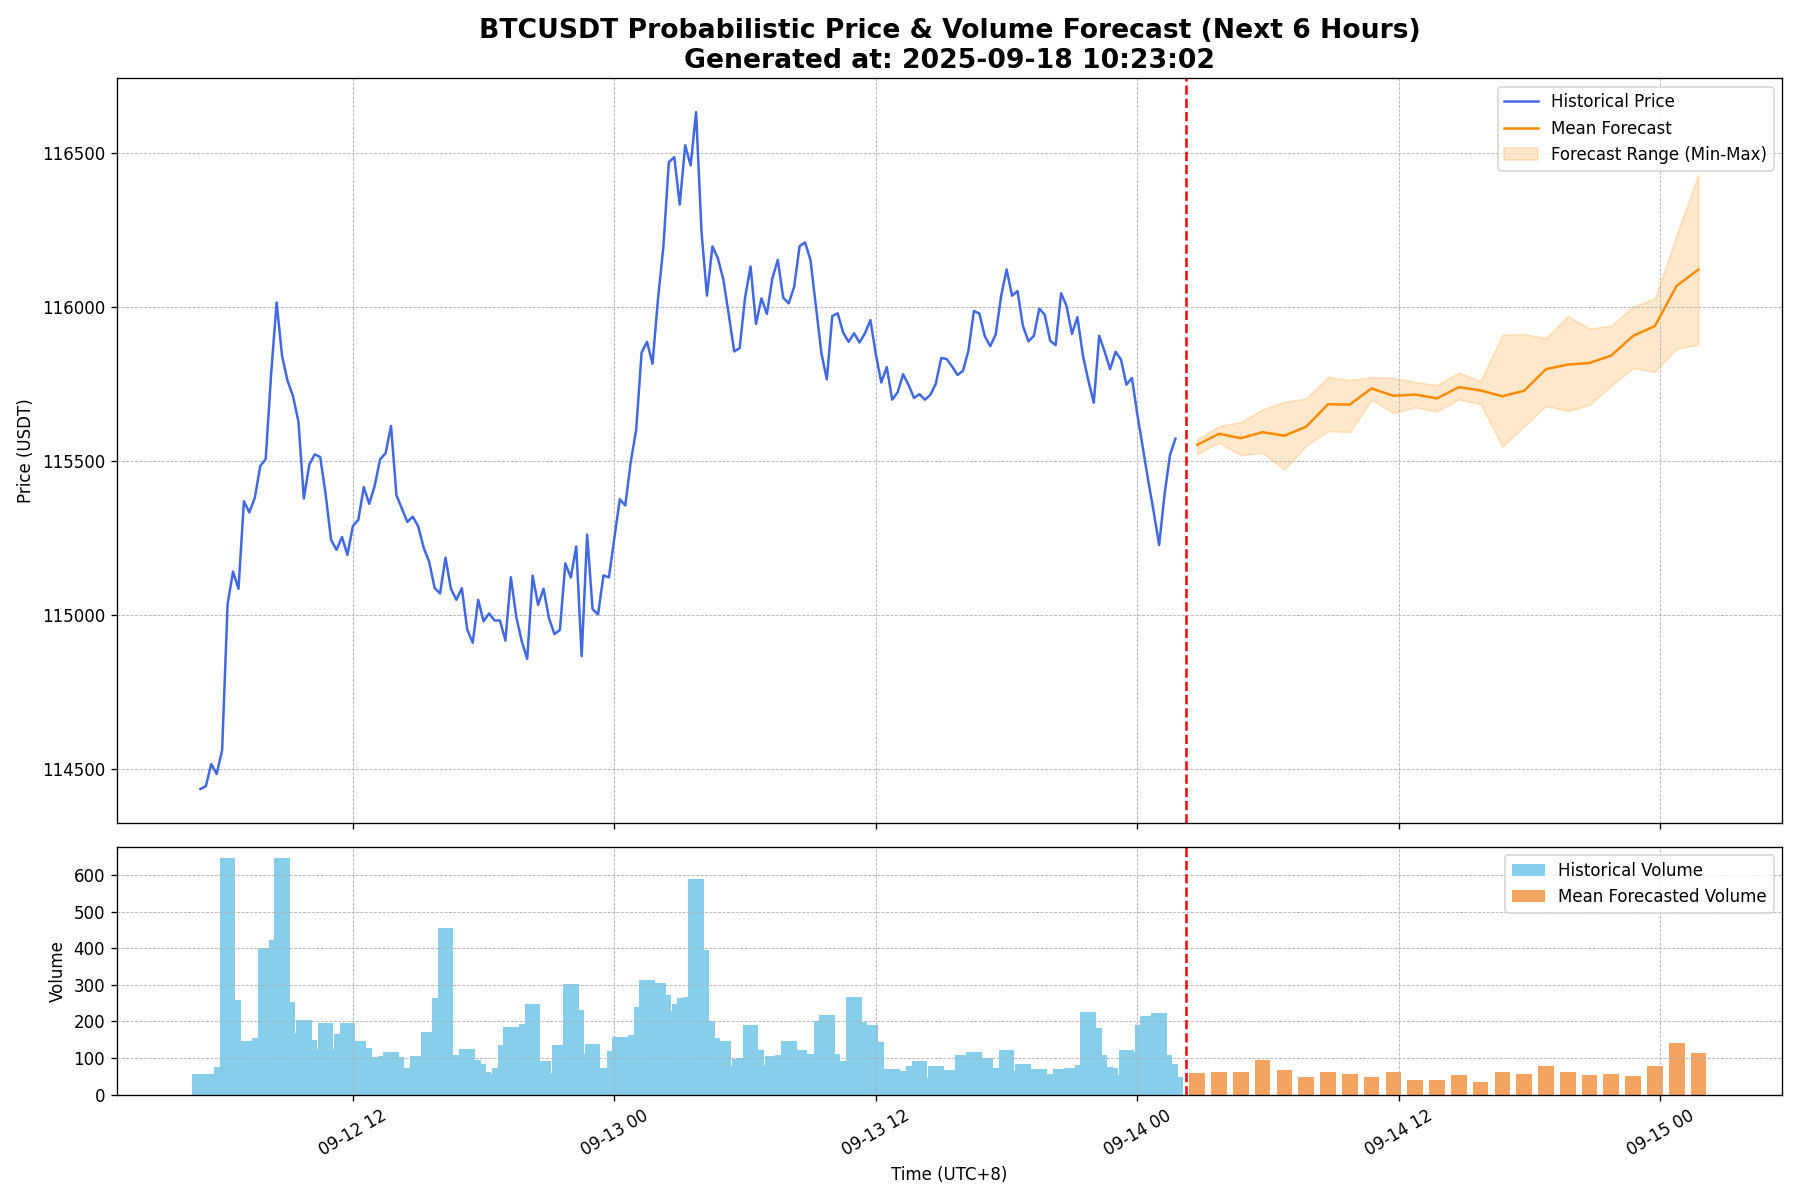 BTCUSDT Probabilistic Price & Volume Forecast (Next 6 Hours)
Generated at: 2025-09-18 10:23:02
Historical Price
Mean Forecast
Forecast Range (Min-Max)
116500
116000
115500
115000
114500
Price (USDT)
Historical Volume
Mean Forecasted Volume
600
500
400
300
200
100
0
Volume
09-12 12
09-13 00
09-13 12
09-14 00
09-14 12
09-15 00
Time (UTC+8)